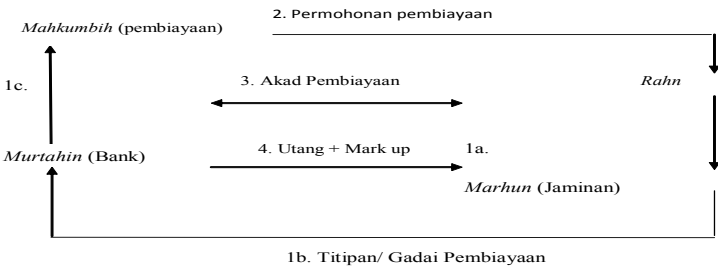 2. Permohonan pembiayaan
Mahkumbih (pembiayaan)
1c.
3. Akad Pembiayaan
Rahn
Murtahin (Bank)
4. Utang + Mark up
1a.
Marhun (Jaminan)
1b. Titipan/ Gadai Pembiayaan